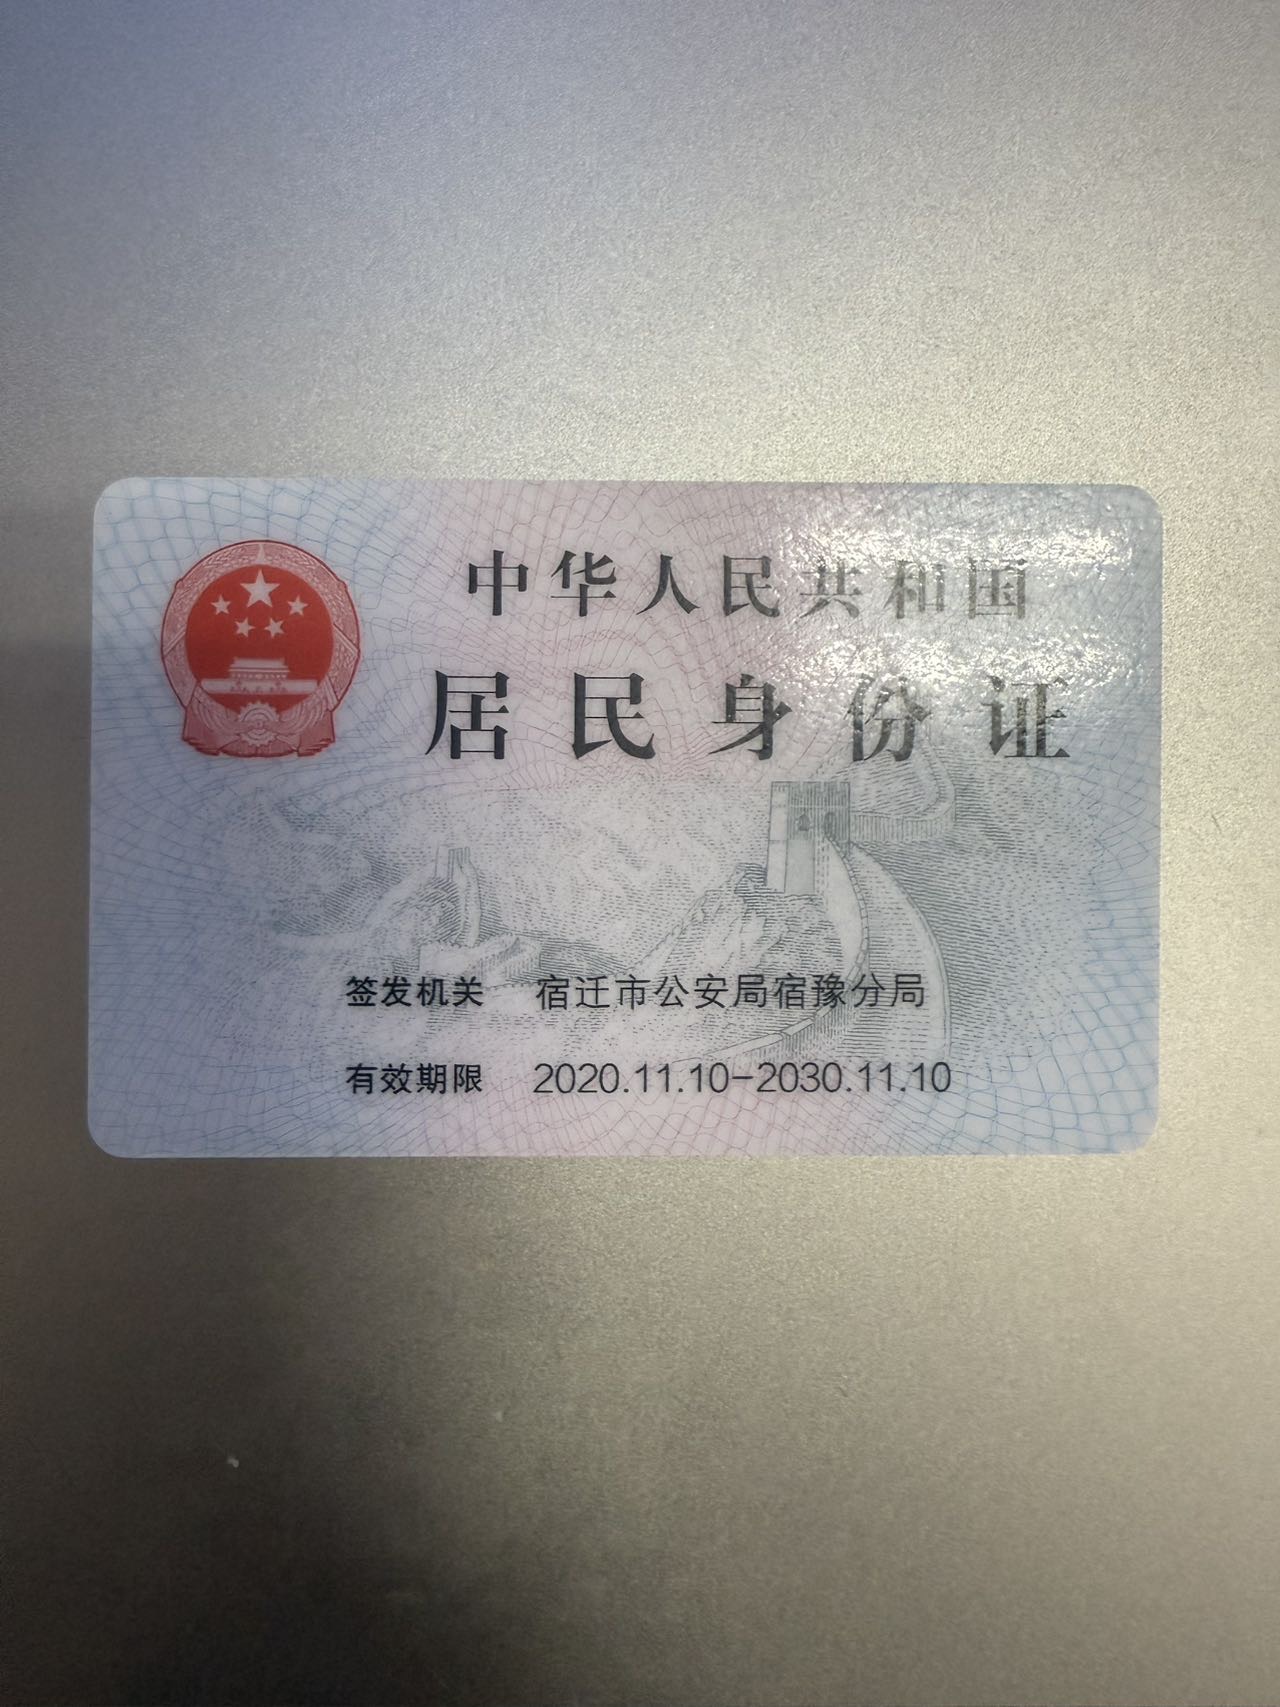 中华人民共和国
居民身份证
签发机关 宿迁市公安局宿豫分局
有效期限 2020.11.10-2030.11.10